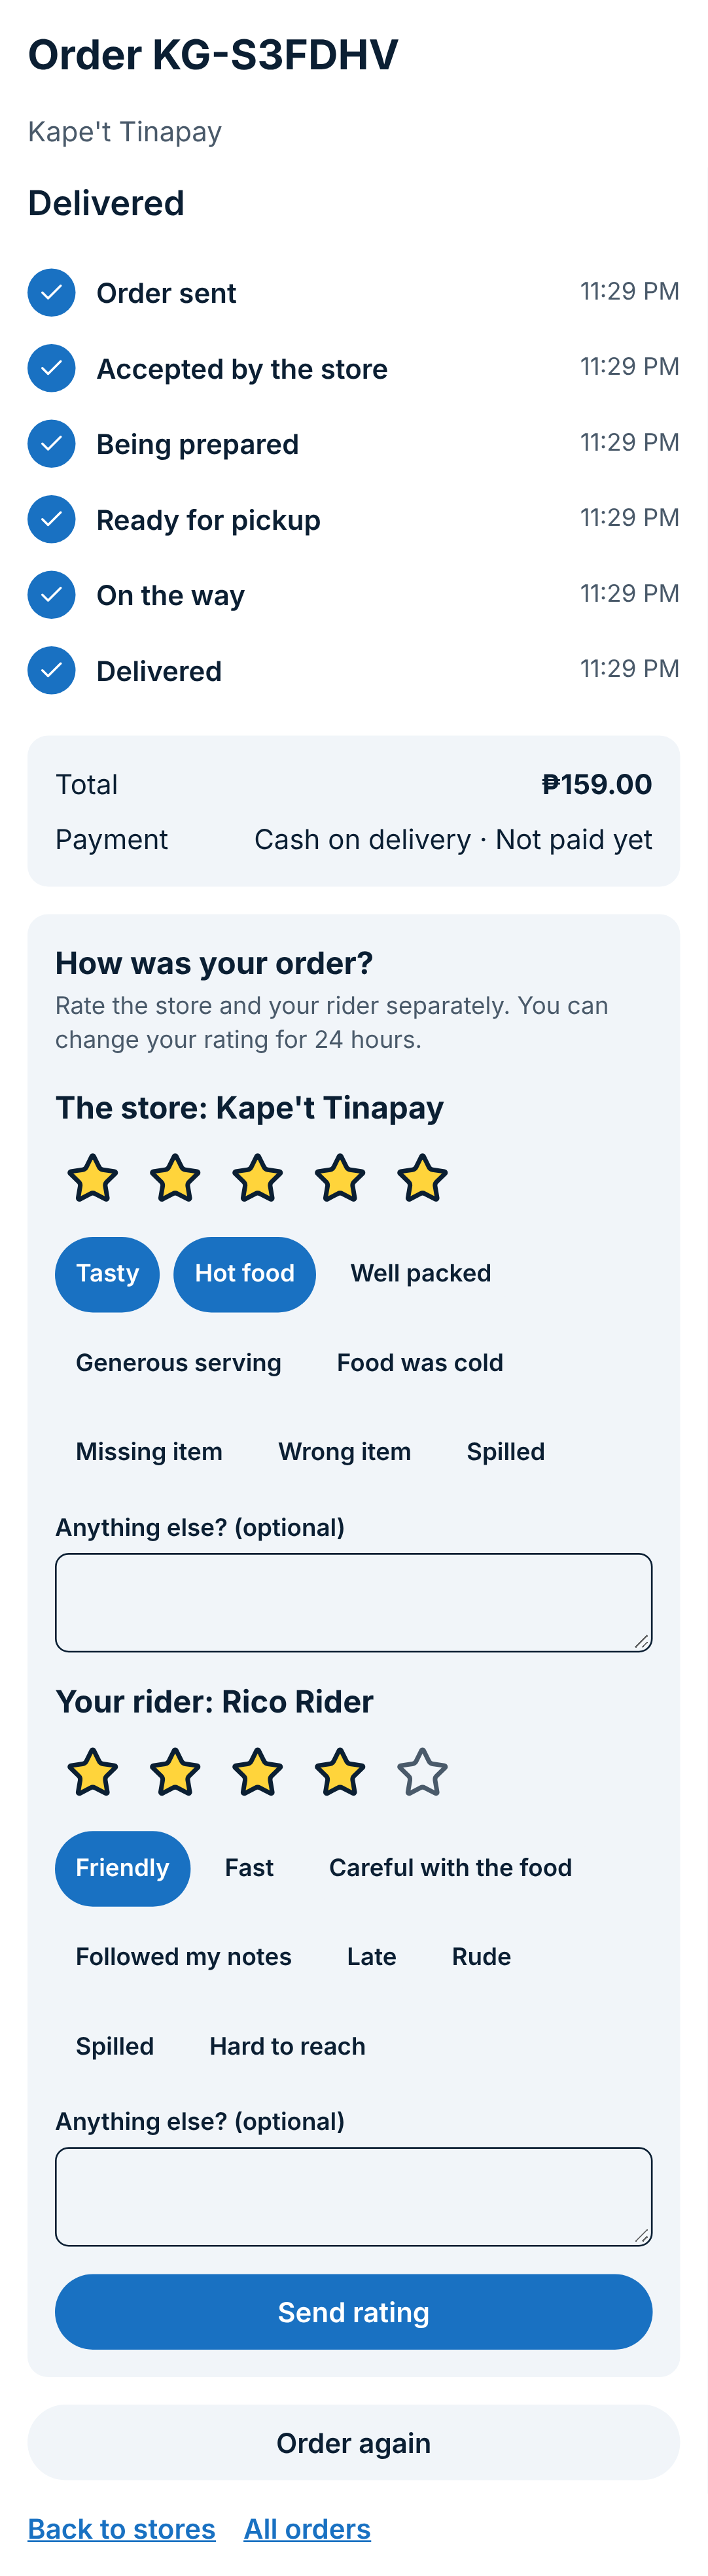 Order KG-S3FDHV
Kape't Tinapay
Delivered
Order sent 11:29 PM
Accepted by the store 11:29 PM
Being prepared 11:29 PM
Ready for pickup 11:29 PM
On the way 11:29 PM
Delivered 11:29 PM
Total ₱159.00
Payment Cash on delivery · Not paid yet
How was your order?
Rate the store and your rider separately. You can
change your rating for 24 hours.
The store: Kape't Tinapay
Tasty Hot food Well packed
Generous serving Food was cold
Missing item Wrong item Spilled
Anything else? (optional)
Your rider: Rico Rider
Friendly Fast Careful with the food
Followed my notes Late Rude
Spilled Hard to reach
Anything else? (optional)
Send rating
Order again
Back to stores All orders